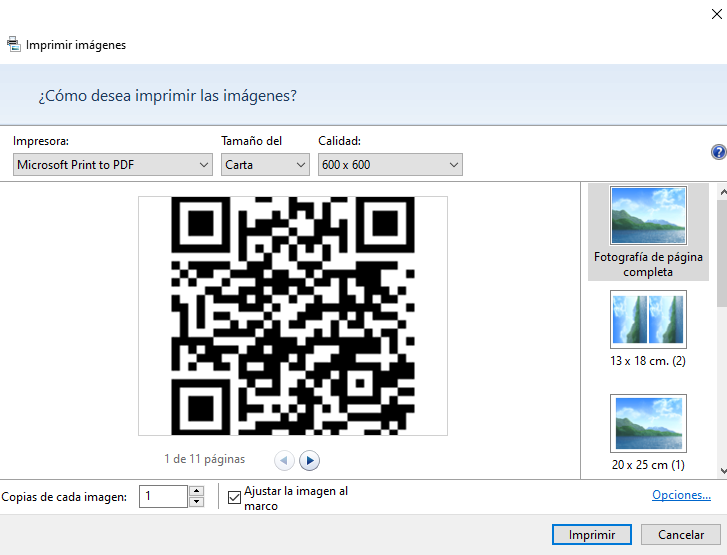 Imprimir imágenes
¿Cómo desea imprimir las imágenes?
Impresora:
Tamaño del
Calidad:
Microsoft Print to PDF
Carta
600 x 600
Fotografía de página
completa
13 x 18 cm. (2)
20 x 25 cm (1)
1 de 11 páginas
Copias de cada imagen:
1
Ajustar la imagen al
marco
Opciones...
Imprimir
Cancelar